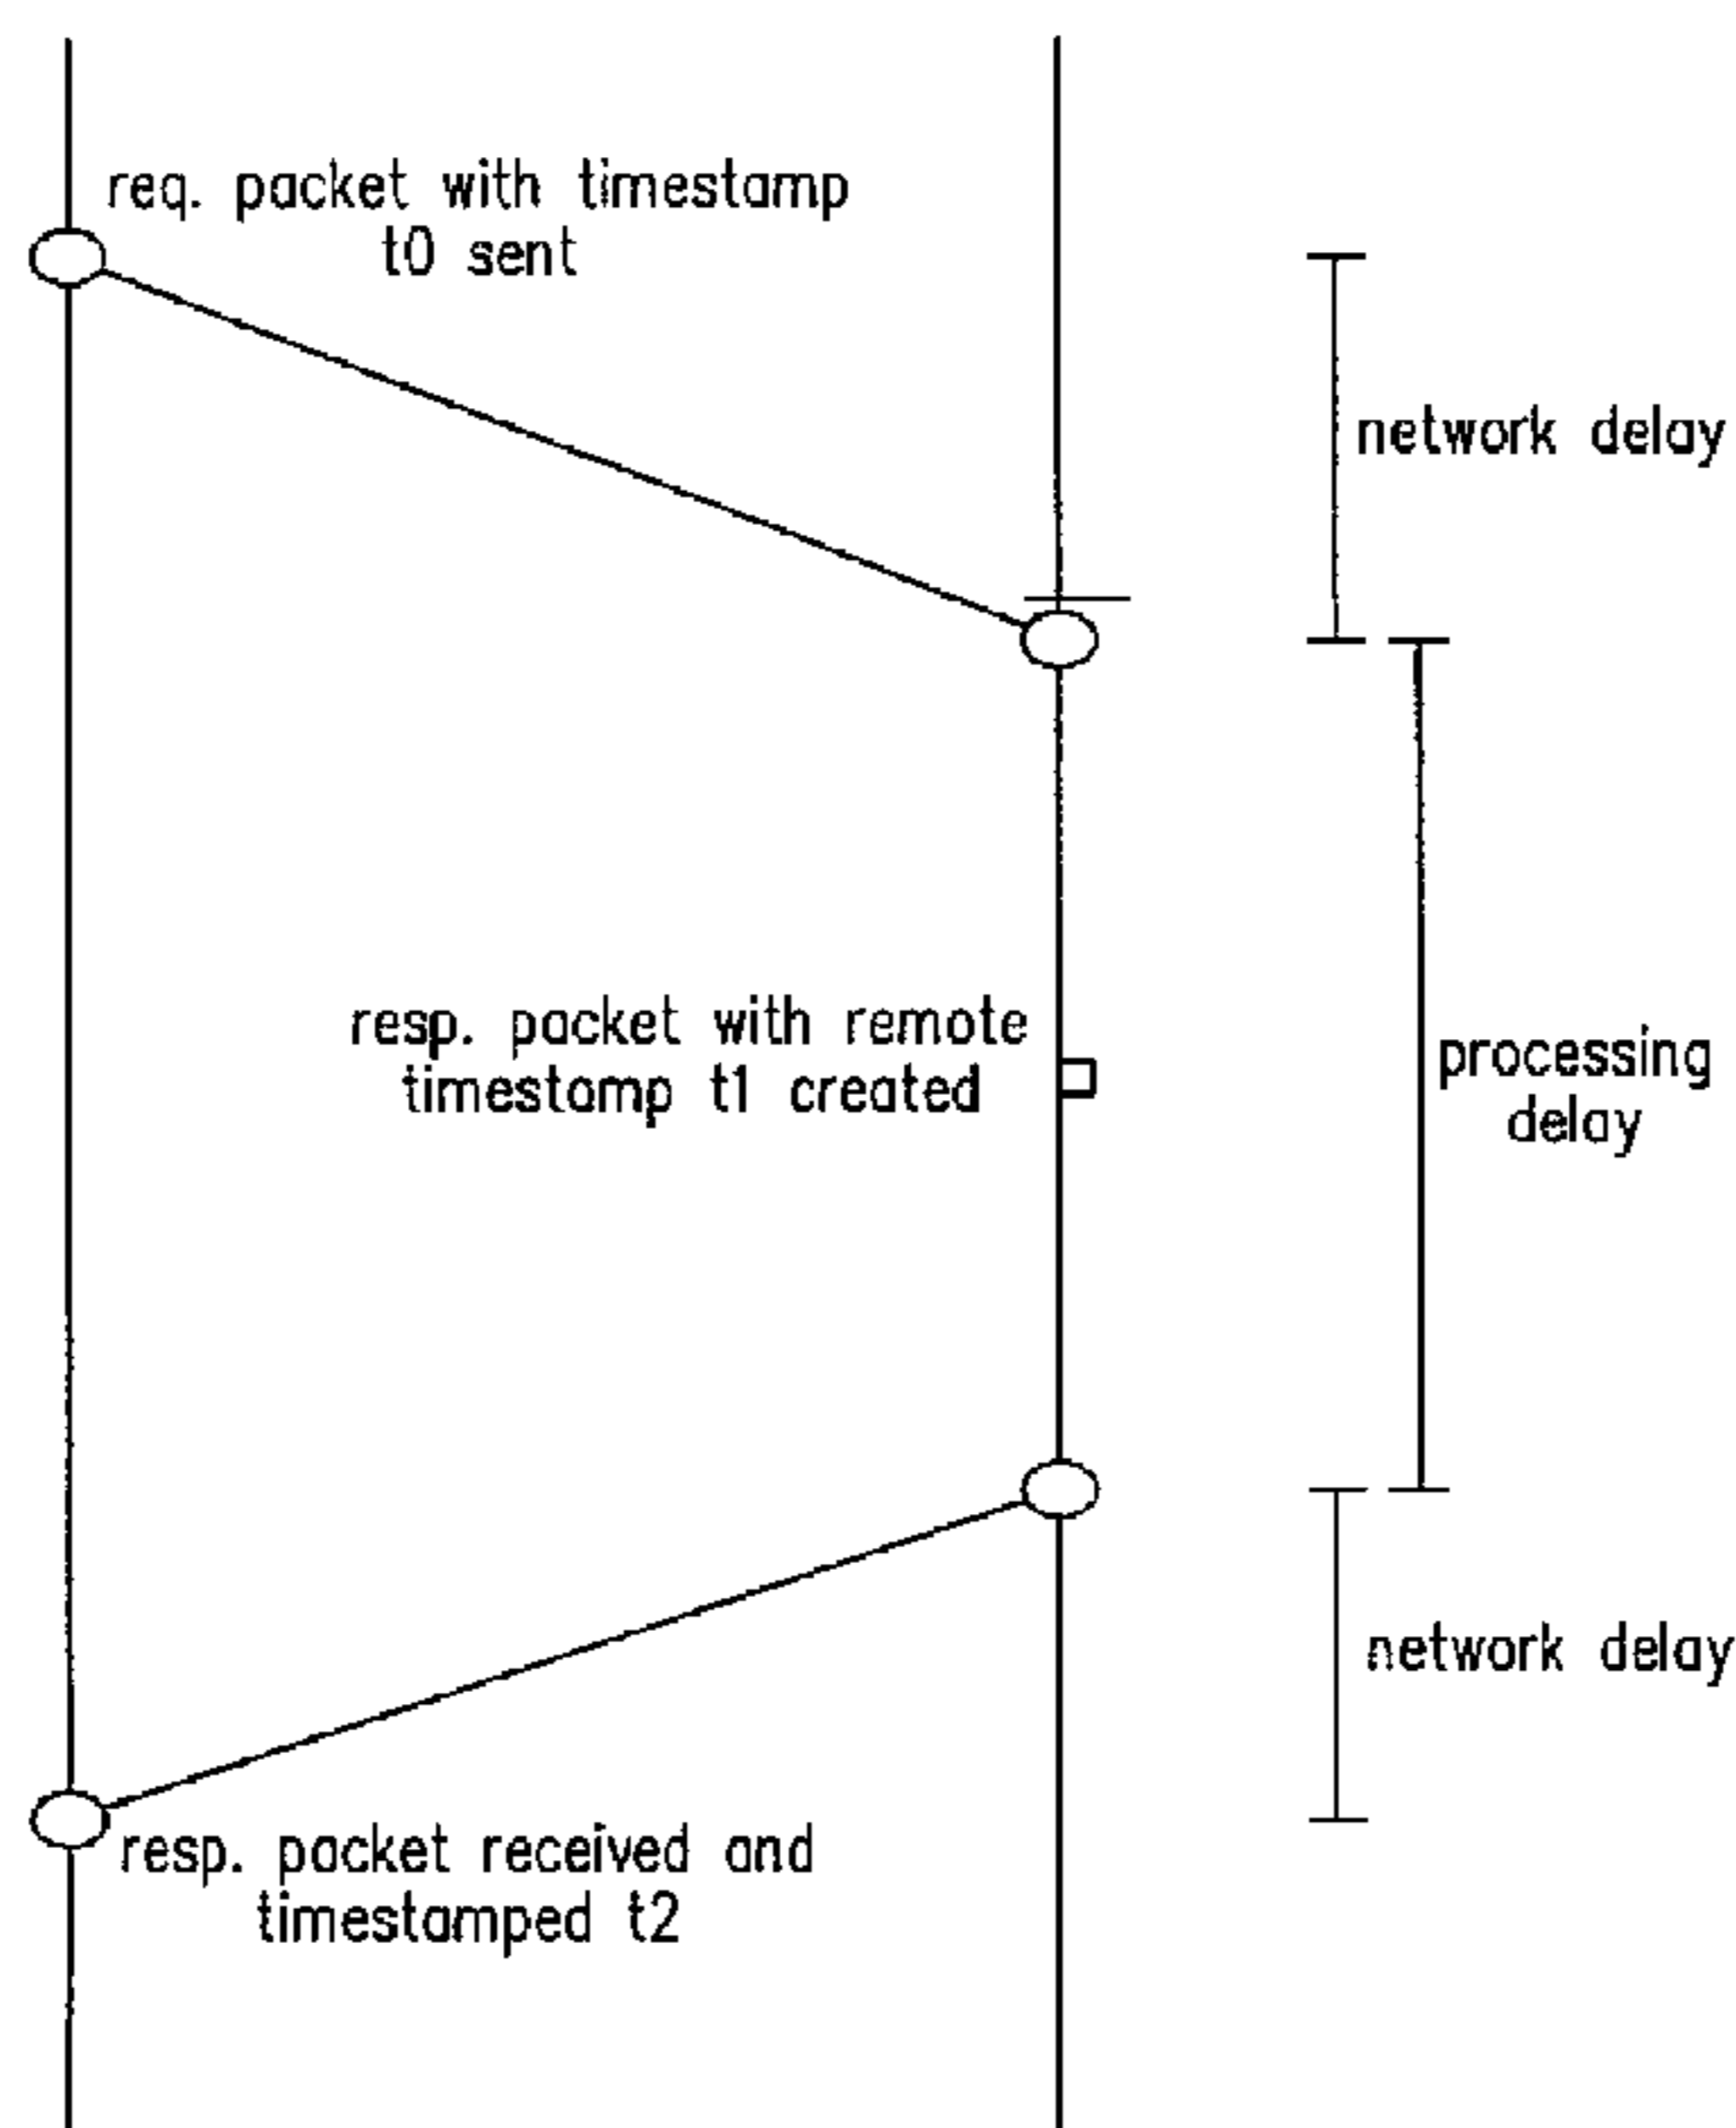 req. packet with timestamp
t0 sent
network delay
resp. packet with remote
timestamp t1 created
processing
delay
network delay
resp. packet received and
timestamped t2